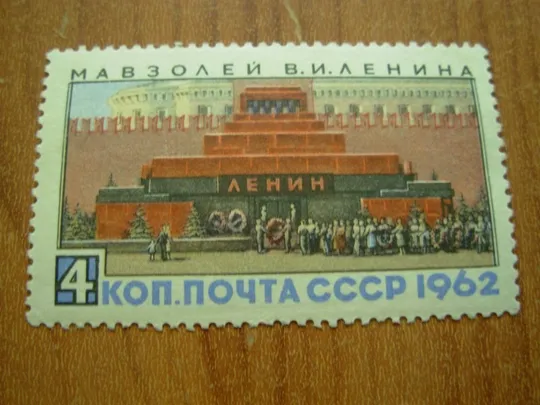 МАВЗОЛЕЙ В.И.ЛЕНИНА
ЛЕНИН
4 КОП.ПОЧТА СССР 1962